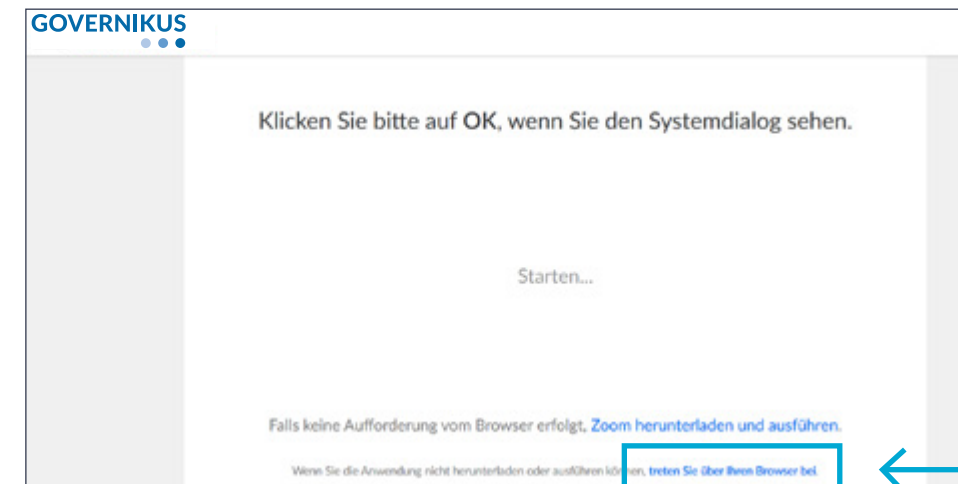 GOVERNIKUS
Klicken Sie bitte auf OK, wenn Sie den Systemdialog sehen.
Starten...
Falls keine Aufforderung vom Browser erfolgt, Zoom herunterladen und ausführen.
Wenn Sie die Anwendung nicht herunterladen oder ausführen können, treten Sie über Ihren Browser bei.